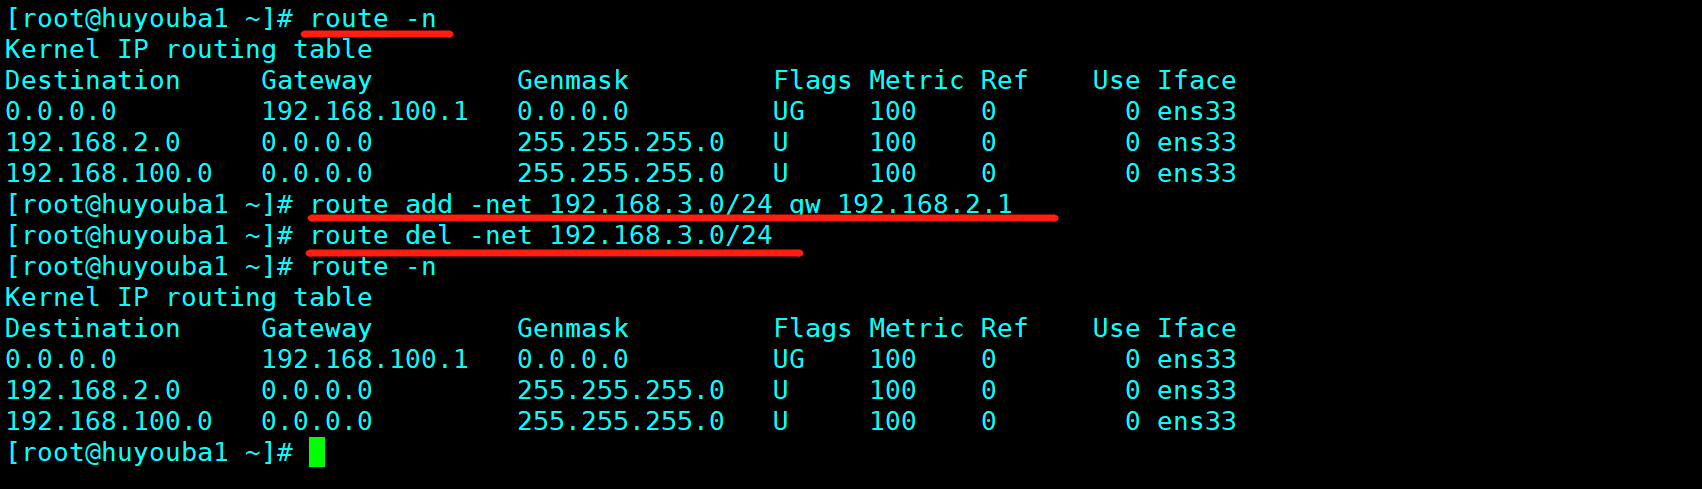 [root@huyouba1 ~]# route -n
Kernel IP routing table
Destination     Gateway         Genmask         Flags Metric Ref    Use Iface
0.0.0.0         192.168.100.1   0.0.0.0         UG    100    0        0 ens33
192.168.2.0     0.0.0.0         255.255.255.0   U     100    0        0 ens33
192.168.100.0   0.0.0.0         255.255.255.0   U     100    0        0 ens33
[root@huyouba1 ~]# route add -net 192.168.3.0/24 gw 192.168.2.1
[root@huyouba1 ~]# route del -net 192.168.3.0/24
[root@huyouba1 ~]# route -n
Kernel IP routing table
Destination     Gateway         Genmask         Flags Metric Ref    Use Iface
0.0.0.0         192.168.100.1   0.0.0.0         UG    100    0        0 ens33
192.168.2.0     0.0.0.0         255.255.255.0   U     100    0        0 ens33
192.168.100.0   0.0.0.0         255.255.255.0   U     100    0        0 ens33
[root@huyouba1 ~]#